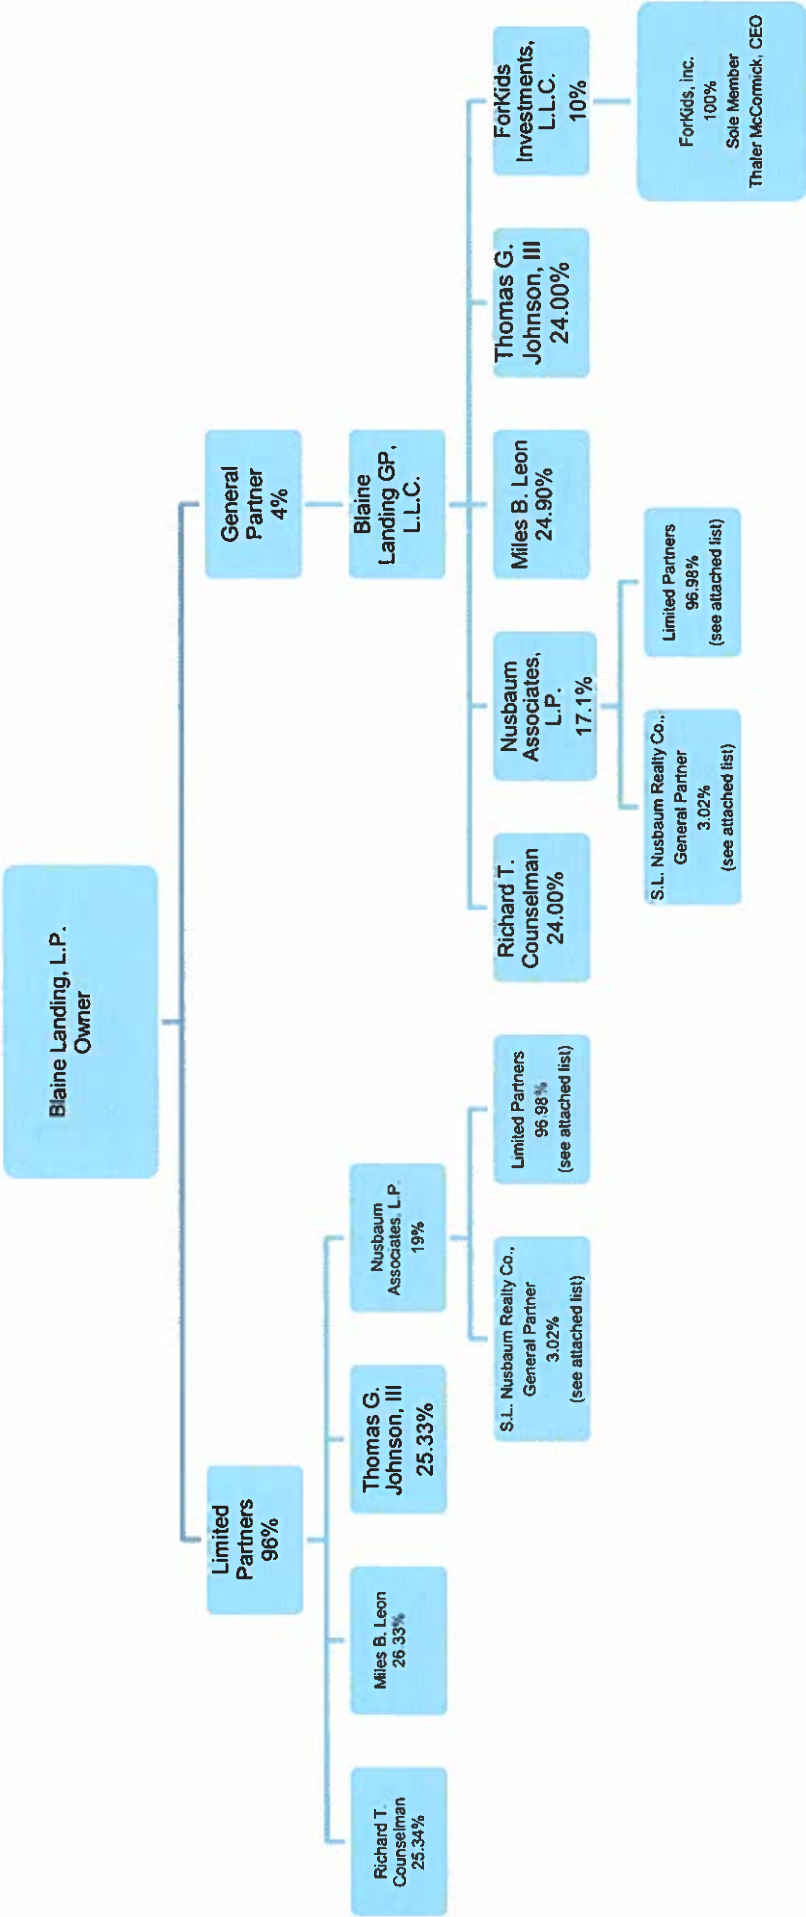 Blaine Landing, L.P.
Owner
Limited
Partners
96%
General
Partner
4%
Richard T.
Counselman
25.34%
Miles B. Leon
26 33%
Thomas G.
Johnson, III
25.33%
Nusbaum
Associates, L.P.
19%
Blaine
Landing GP,
L.L.C.
S.L. Nusbaum Realty Co.,
General Partner
3.02%
(see attached list)
Limited Partners
96.98%
(see attached list)
Richard T.
Counselman
24.00%
Nusbaum
Associates,
L.P.
17.1%
Miles B. Leon
24.90%
Thomas G.
Johnson, III
24.00%
ForKids
Investments,
L.L.C.
10%
S.L. Nusbaum Realty Co.,
General Partner
3.02%
(see attached list)
Limited Partners
96.98%
(see attached list)
ForKids, inc.
100%
Sole Member
Thaler McCormick, CEO